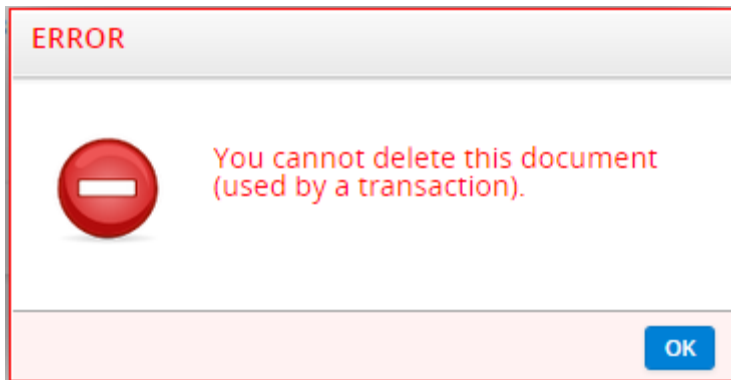 ERROR
You cannot delete this document
(used by a transaction).
OK